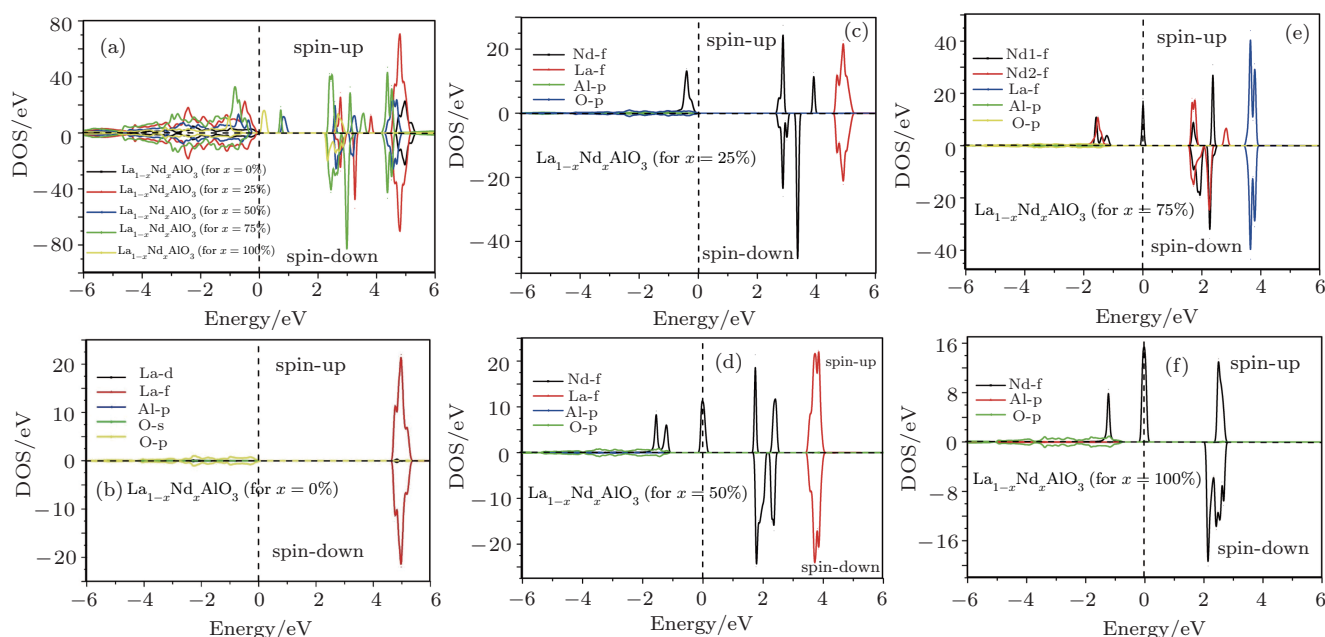 (a)
spin-up
DOS/eV
80
40
0
−40
−80
La₁₋ₓNdₓAlO₃ (for x = 0%)
La₁₋ₓNdₓAlO₃ (for x = 25%)
La₁₋ₓNdₓAlO₃ (for x = 50%)
La₁₋ₓNdₓAlO₃ (for x = 75%)
La₁₋ₓNdₓAlO₃ (for x = 100%)
spin-down
−6 −4 −2 0 2 4 6
Energy/eV
(c)
spin-up
Nd-f
La-f
Al-p
O-p
DOS/eV
20
0
−20
−40
La₁₋ₓNdₓAlO₃ (for x = 25%)
spin-down
−6 −4 −2 0 2 4 6
Energy/eV
(e)
spin-up
Nd1-f
Nd2-f
La-f
Al-p
O-p
DOS/eV
40
20
0
−20
−40
La₁₋ₓNdₓAlO₃ (for x = 75%)
spin-down
−6 −4 −2 0 2 4 6
Energy/eV
spin-up
La-d
La-f
Al-p
O-s
O-p
DOS/eV
20
10
0
−10
−20
(b) La₁₋ₓNdₓAlO₃ (for x = 0%)
spin-down
−6 −4 −2 0 2 4 6
Energy/eV
(d)
spin-up
Nd-f
La-f
Al-p
O-p
DOS/eV
20
10
0
−10
−20
La₁₋ₓNdₓAlO₃ (for x = 50%)
spin-down
−6 −4 −2 0 2 4 6
Energy/eV
(f)
spin-up
Nd-f
Al-p
O-p
DOS/eV
16
8
0
−8
−16
La₁₋ₓNdₓAlO₃ (for x = 100%)
spin-down
−6 −4 −2 0 2 4 6
Energy/eV